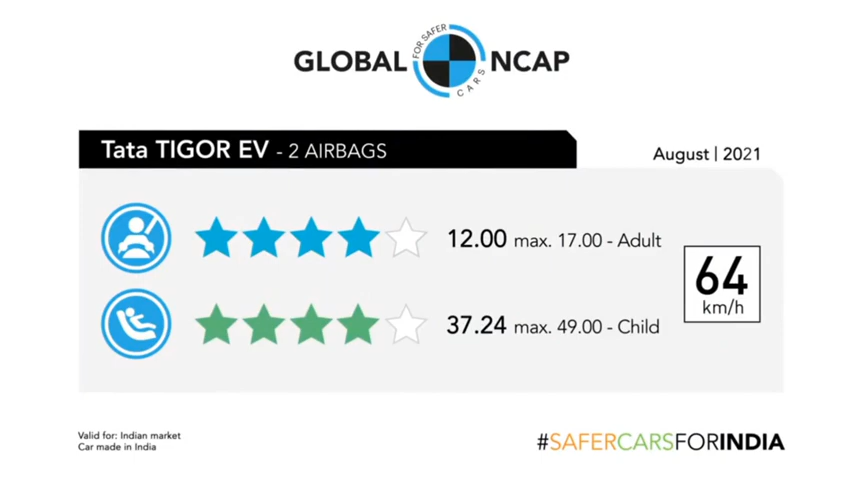 GLOBAL FOR SAFER CARS NCAP
Tata TIGOR EV - 2 AIRBAGS
August | 2021
12.00 max. 17.00 - Adult
37.24 max. 49.00 - Child
64
km/h
Valid for: Indian market
Car made in India
#SAFERCARSFORINDIA